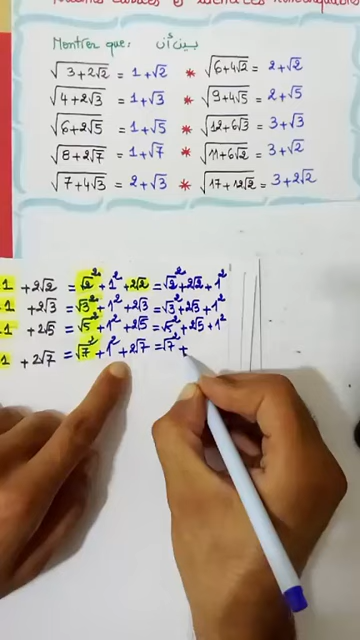 Montrer que: بين أن
√3+2√2 = 1+√2 * √6+4√2 = 2+√2
√4+2√3 = 1+√3 * √9+4√5 = 2+√5
√6+2√5 = 1+√5 * √12+6√3 = 3+√3
√8+2√7 = 1+√7 * √11+6√2 = 3+√2
√7+4√3 = 2+√3 * √17+12√2 = 3+2√2
1 +2√2 = √2²+1²+2√2 = √2²+2√2+1²
1 +2√3 = √3²+1²+2√3 = √3²+2√3+1²
1 +2√5 = √5²+1²+2√5 = √5²+2√5+1²
1 +2√7 = √7²+1²+2√7 = √7²+